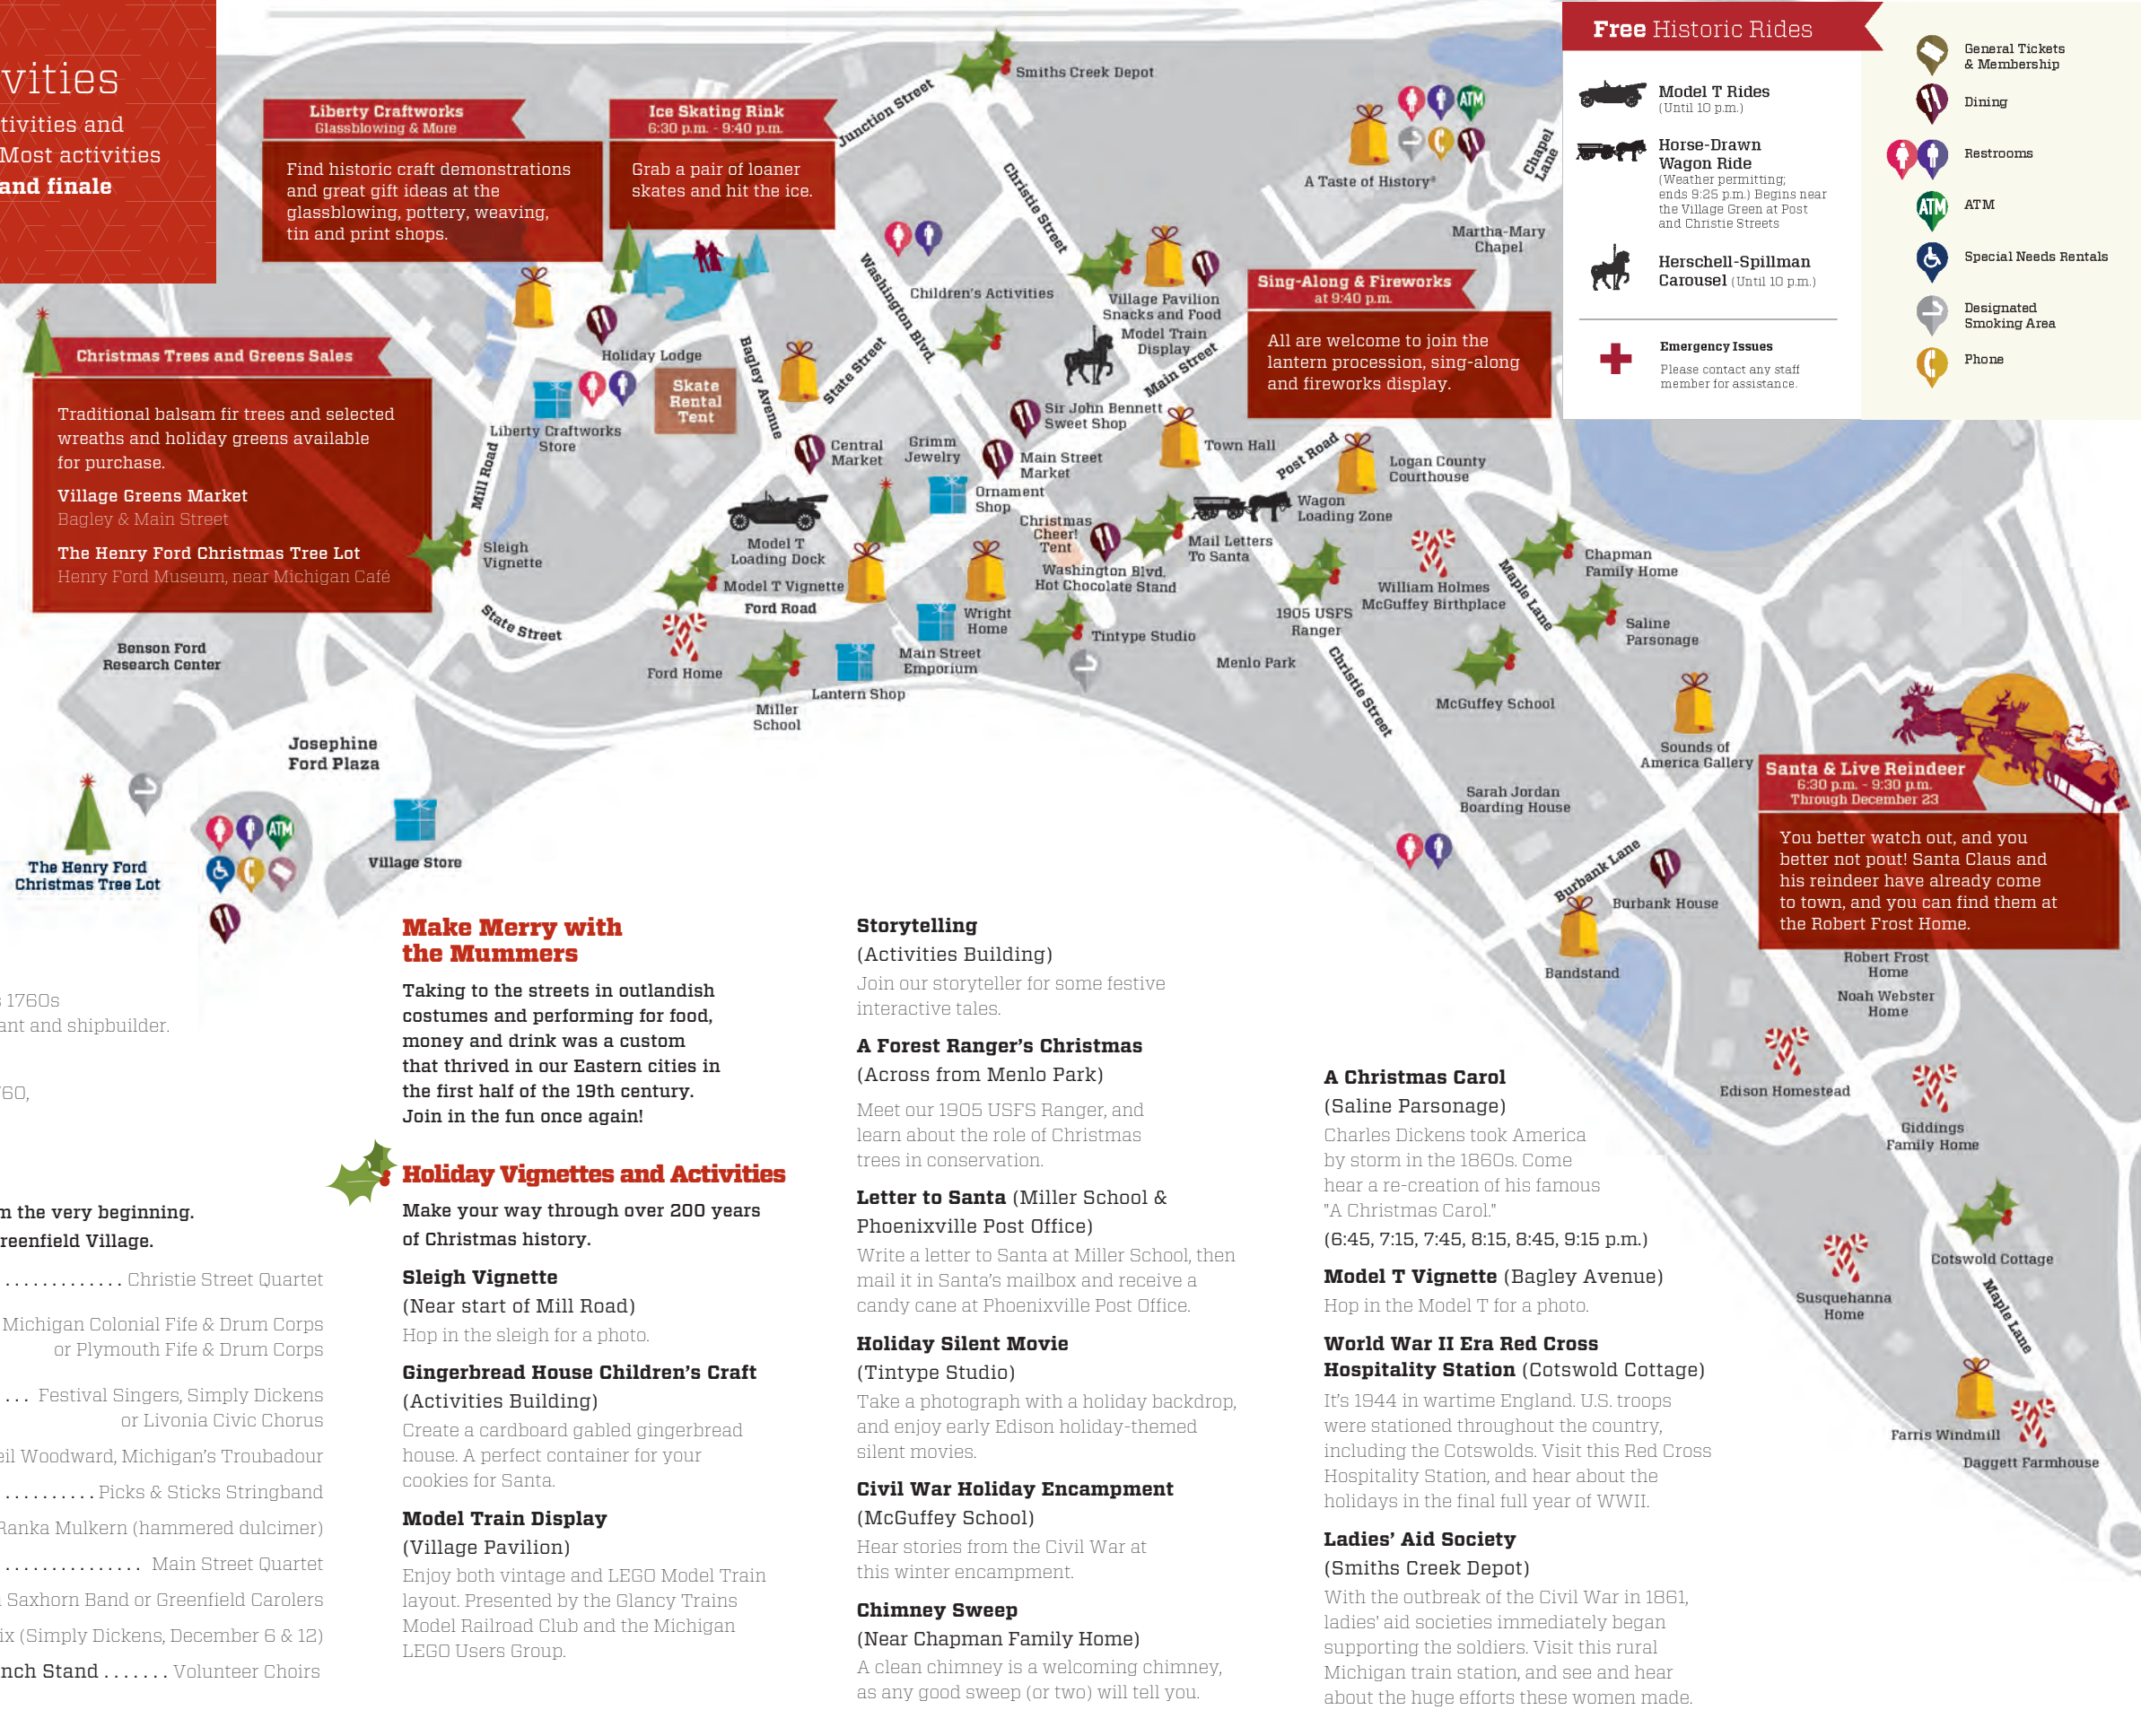 vities
tivities and
Most activities
and finale
Liberty Craftworks
Glassblowing & More
Find historic craft demonstrations
and great gift ideas at the
glassblowing, pottery, weaving,
tin and print shops.
Ice Skating Rink
6:30 p.m. - 9:40 p.m.
Grab a pair of loaner
skates and hit the ice.
Christmas Trees and Greens Sales
Traditional balsam fir trees and selected
wreaths and holiday greens available
for purchase.
Village Greens Market
Bagley & Main Street
The Henry Ford Christmas Tree Lot
Henry Ford Museum, near Michigan Café
Sing-Along & Fireworks
at 9:40 p.m.
All are welcome to join the
lantern procession, sing-along
and fireworks display.
Free Historic Rides
Model T Rides
(Until 10 p.m.)
Horse-Drawn
Wagon Ride
(Weather permitting;
ends 9:25 p.m.) Begins near
the Village Green at Post
and Christie Streets
Herschell-Spillman
Carousel (Until 10 p.m.)
Emergency Issues
Please contact any staff
member for assistance.
General Tickets
& Membership
Dining
Restrooms
ATM
ATM
Special Needs Rentals
Designated
Smoking Area
Phone
Smiths Creek Depot
Junction Street
Christie Street
ATM
A Taste of History®
Chapel
Lane
Martha-Mary
Chapel
Washington Blvd.
Children's Activities
Village Pavilion
Snacks and Food
Model Train
Display
Main Street
Holiday Lodge
Skate
Rental
Tent
Bagley Avenue
State Street
Liberty Craftworks
Store
Mill Road
Sir John Bennett
Sweet Shop
Central
Market
Grimm
Jewelry
Main Street
Market
Town Hall
Post Road
Logan County
Courthouse
Ornament
Shop
Wagon
Loading Zone
Christmas
Cheer!
Tent
Mail Letters
To Santa
Model T
Loading Dock
Sleigh
Vignette
Washington Blvd.
Hot Chocolate Stand
Model T Vignette
Ford Road
State Street
Wright
Home
1905 USFS
Ranger
William Holmes
McGuffey Birthplace
Maple Lane
Chapman
Family Home
Saline
Parsonage
Tintype Studio
Main Street
Emporium
Menlo Park
Christie Street
Benson Ford
Research Center
Ford Home
Lantern Shop
Miller
School
McGuffey School
Sounds of
America Gallery
Josephine
Ford Plaza
Sarah Jordan
Boarding House
Santa & Live Reindeer
6:30 p.m. - 9:30 p.m.
Through December 23
You better watch out, and you
better not pout! Santa Claus and
his reindeer have already come
to town, and you can find them at
the Robert Frost Home.
ATM
The Henry Ford
Christmas Tree Lot
Village Store
Burbank Lane
Burbank House
Bandstand
Robert Frost
Home
Noah Webster
Home
Edison Homestead
Giddings
Family Home
Cotswold Cottage
Susquehanna
Home
Maple Lane
Farris Windmill
Daggett Farmhouse
s 1760s
ant and shipbuilder.
760,
m the very beginning.
reenfield Village.
............. Christie Street Quartet
Michigan Colonial Fife & Drum Corps
or Plymouth Fife & Drum Corps
... Festival Singers, Simply Dickens
or Livonia Civic Chorus
eil Woodward, Michigan's Troubadour
.......... Picks & Sticks Stringband
Ranka Mulkern (hammered dulcimer)
............... Main Street Quartet
Saxhorn Band or Greenfield Carolers
ix (Simply Dickens, December 6 & 12)
nch Stand ....... Volunteer Choirs
Make Merry with
the Mummers
Taking to the streets in outlandish
costumes and performing for food,
money and drink was a custom
that thrived in our Eastern cities in
the first half of the 19th century.
Join in the fun once again!
Holiday Vignettes and Activities
Make your way through over 200 years
of Christmas history.
Sleigh Vignette
(Near start of Mill Road)
Hop in the sleigh for a photo.
Gingerbread House Children's Craft
(Activities Building)
Create a cardboard gabled gingerbread
house. A perfect container for your
cookies for Santa.
Model Train Display
(Village Pavilion)
Enjoy both vintage and LEGO Model Train
layout. Presented by the Glancy Trains
Model Railroad Club and the Michigan
LEGO Users Group.
Storytelling
(Activities Building)
Join our storyteller for some festive
interactive tales.
A Forest Ranger's Christmas
(Across from Menlo Park)
Meet our 1905 USFS Ranger, and
learn about the role of Christmas
trees in conservation.
Letter to Santa (Miller School &
Phoenixville Post Office)
Write a letter to Santa at Miller School, then
mail it in Santa's mailbox and receive a
candy cane at Phoenixville Post Office.
Holiday Silent Movie
(Tintype Studio)
Take a photograph with a holiday backdrop,
and enjoy early Edison holiday-themed
silent movies.
Civil War Holiday Encampment
(McGuffey School)
Hear stories from the Civil War at
this winter encampment.
Chimney Sweep
(Near Chapman Family Home)
A clean chimney is a welcoming chimney,
as any good sweep (or two) will tell you.
A Christmas Carol
(Saline Parsonage)
Charles Dickens took America
by storm in the 1860s. Come
hear a re-creation of his famous
"A Christmas Carol."
(6:45, 7:15, 7:45, 8:15, 8:45, 9:15 p.m.)
Model T Vignette (Bagley Avenue)
Hop in the Model T for a photo.
World War II Era Red Cross
Hospitality Station (Cotswold Cottage)
It's 1944 in wartime England. U.S. troops
were stationed throughout the country,
including the Cotswolds. Visit this Red Cross
Hospitality Station, and hear about the
holidays in the final full year of WWII.
Ladies' Aid Society
(Smiths Creek Depot)
With the outbreak of the Civil War in 1861,
ladies' aid societies immediately began
supporting the soldiers. Visit this rural
Michigan train station, and see and hear
about the huge efforts these women made.